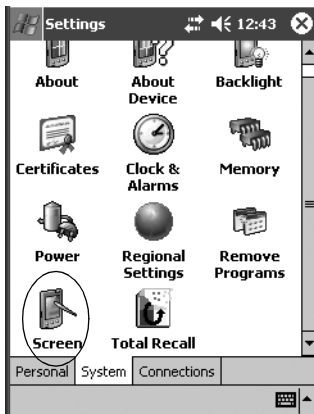 Settings 12:43
About About Backlight
Device
Certificates Clock & Memory
Alarms
Power Regional Remove
Settings Programs
Screen Total Recall
Personal System Connections